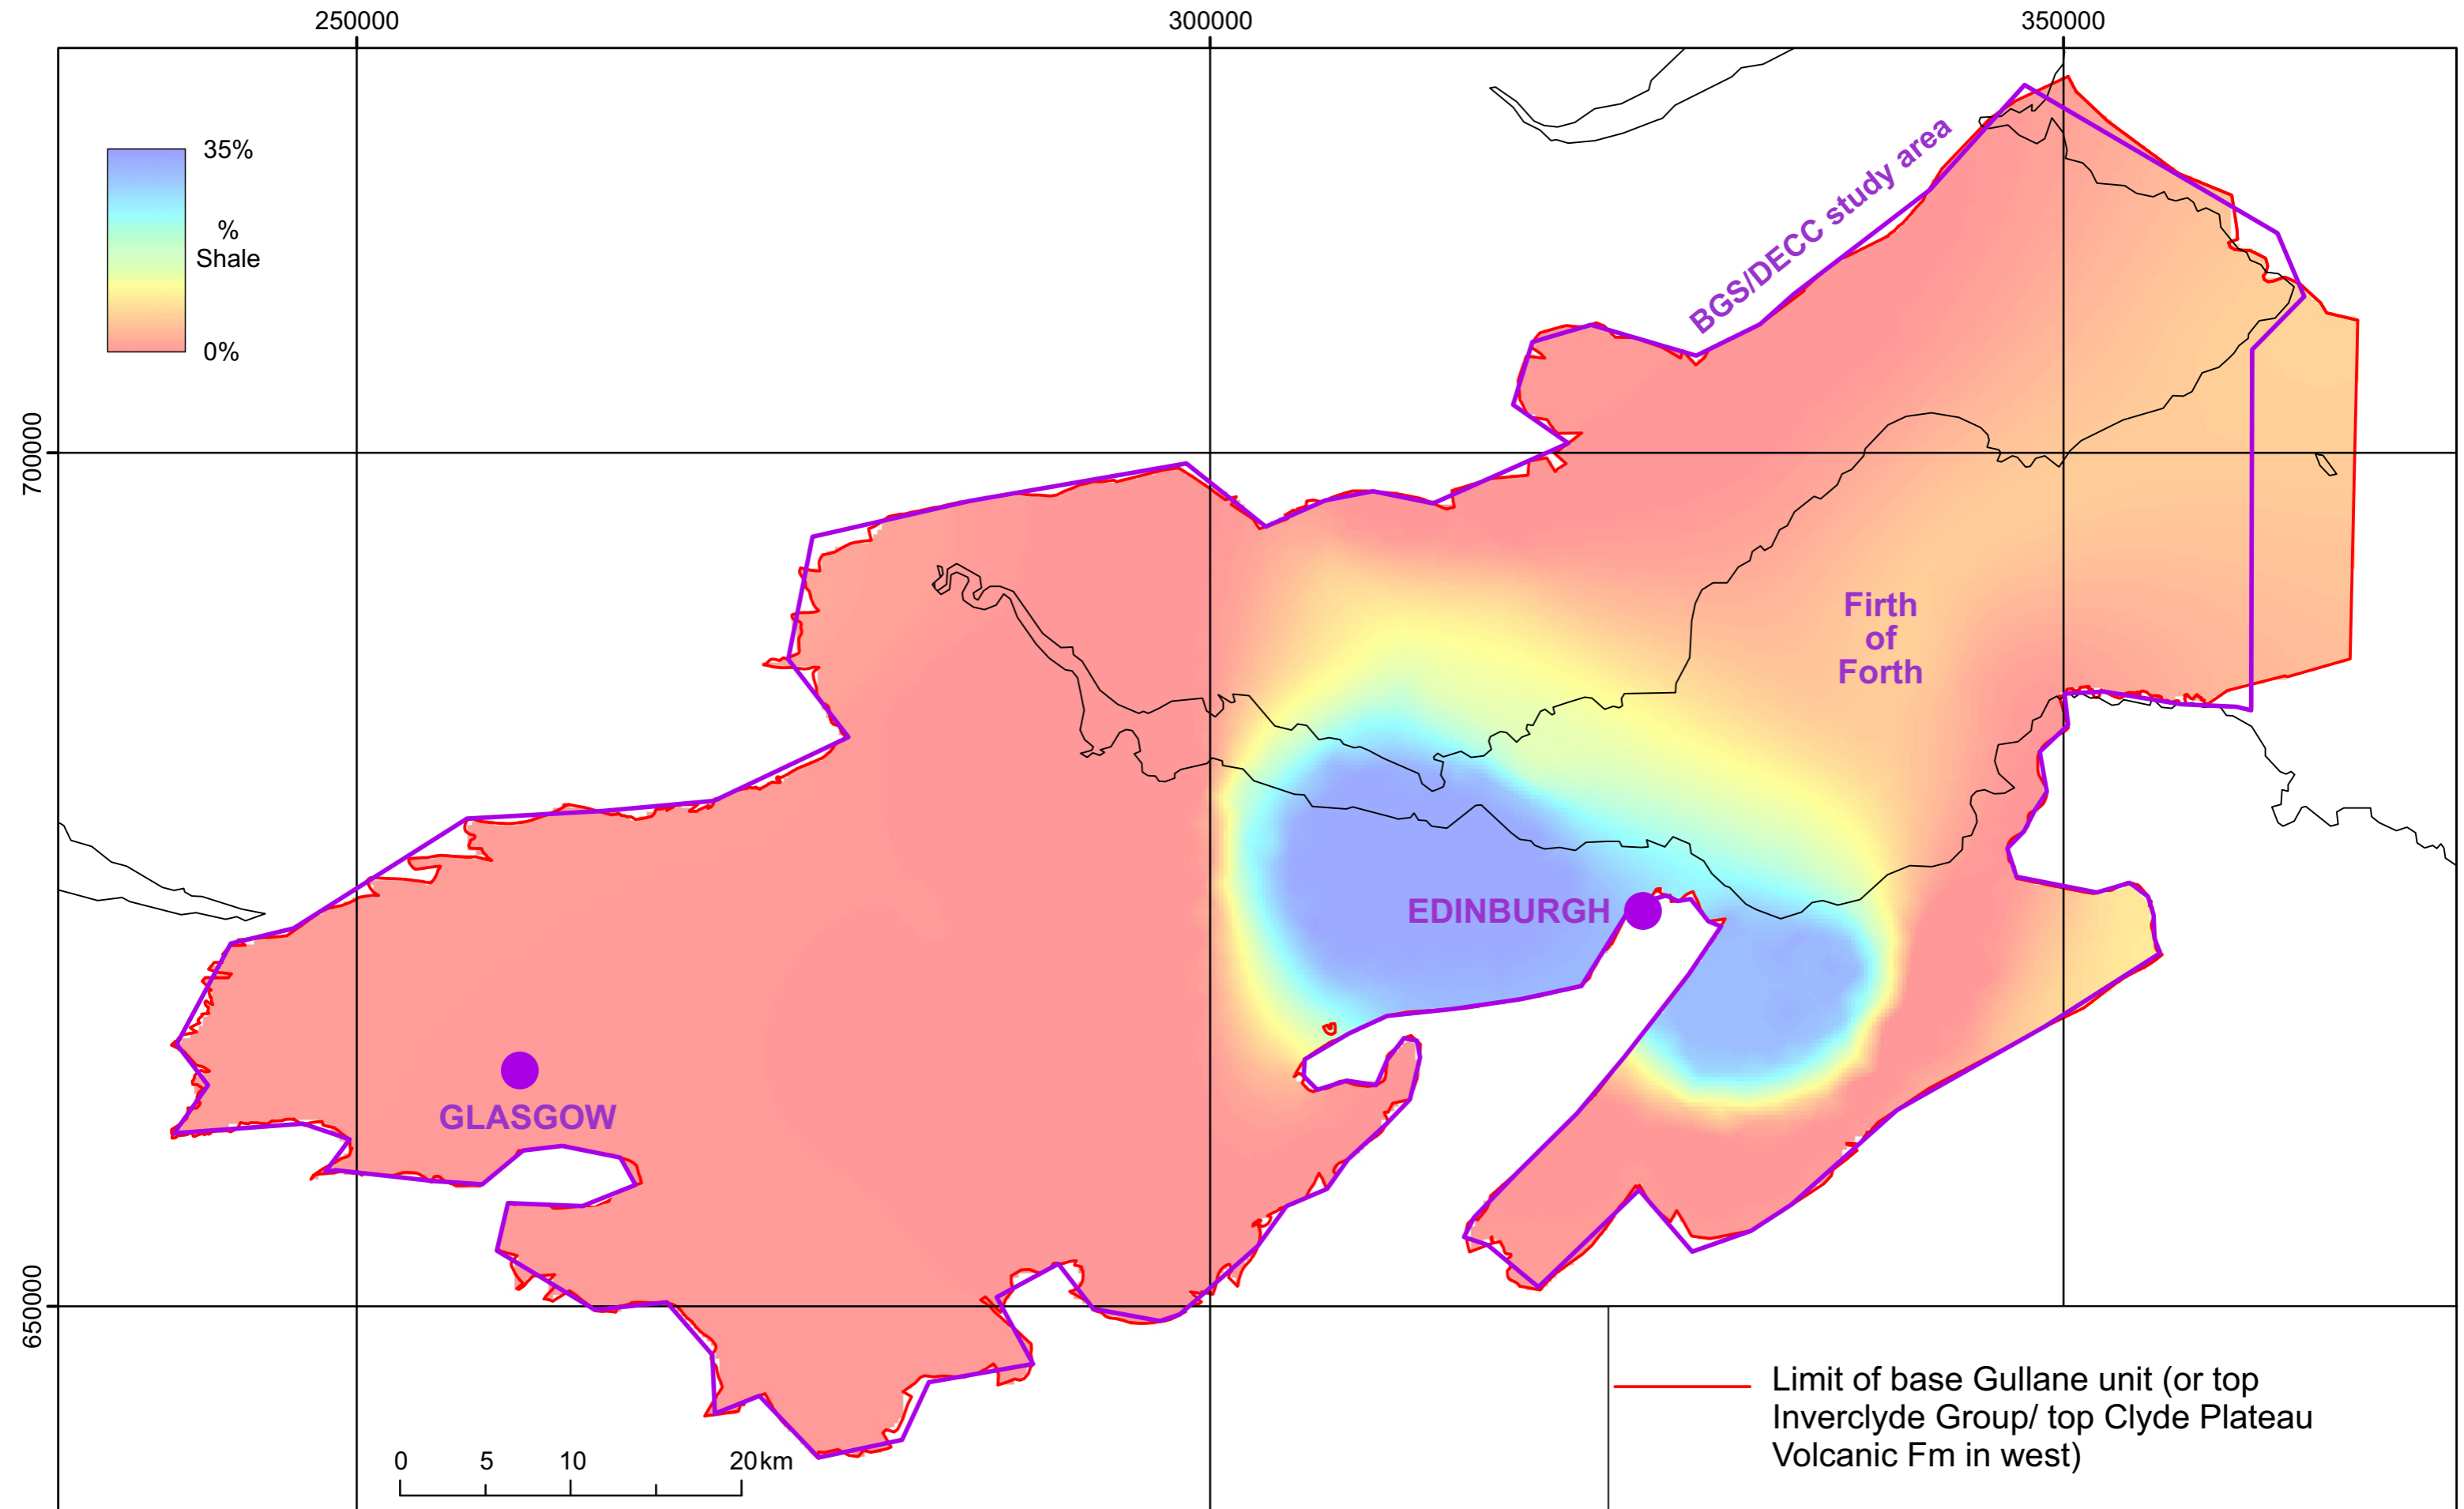 250000
300000
350000
35%
%
Shale
0%
BGS/DECC study area
700000
Firth
of
Forth
EDINBURGH
GLASGOW
650000
0 5 10 20km
Limit of base Gullane unit (or top
Inverclyde Group/ top Clyde Plateau
Volcanic Fm in west)